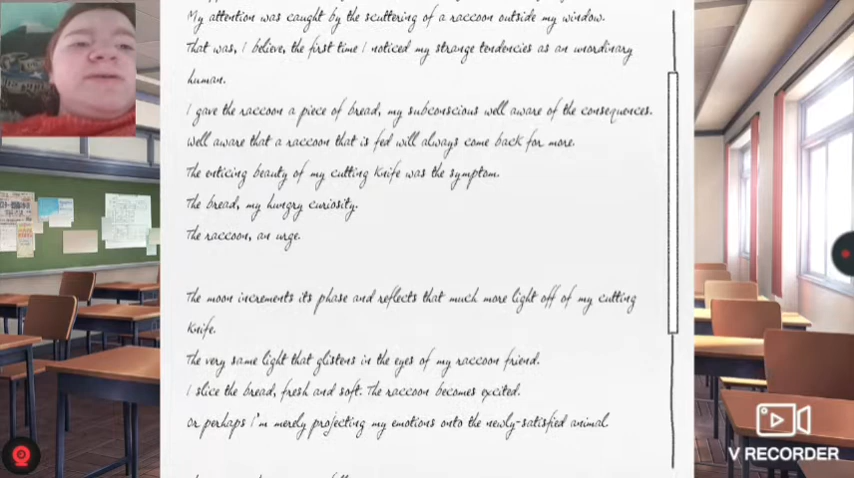 My attention was caught by the scuttering of a raccoon outside my window.
That was, I believe, the first time I noticed my strange tendencies as an unordinary
human.
I gave the raccoon a piece of bread, my subconscious well aware of the consequences.
Well aware that a raccoon that is fed will always come back for more.
The enticing beauty of my cutting knife was the symptom.
The bread, my hungry curiosity.
The raccoon, an urge.
The moon increments its phase and reflects that much more light off of my cutting
knife.
The very same light that glistens in the eyes of my raccoon friend.
I slice the bread, fresh and soft. The raccoon becomes excited.
Or perhaps I'm merely projecting my emotions onto the newly-satisfied animal.
V RECORDER